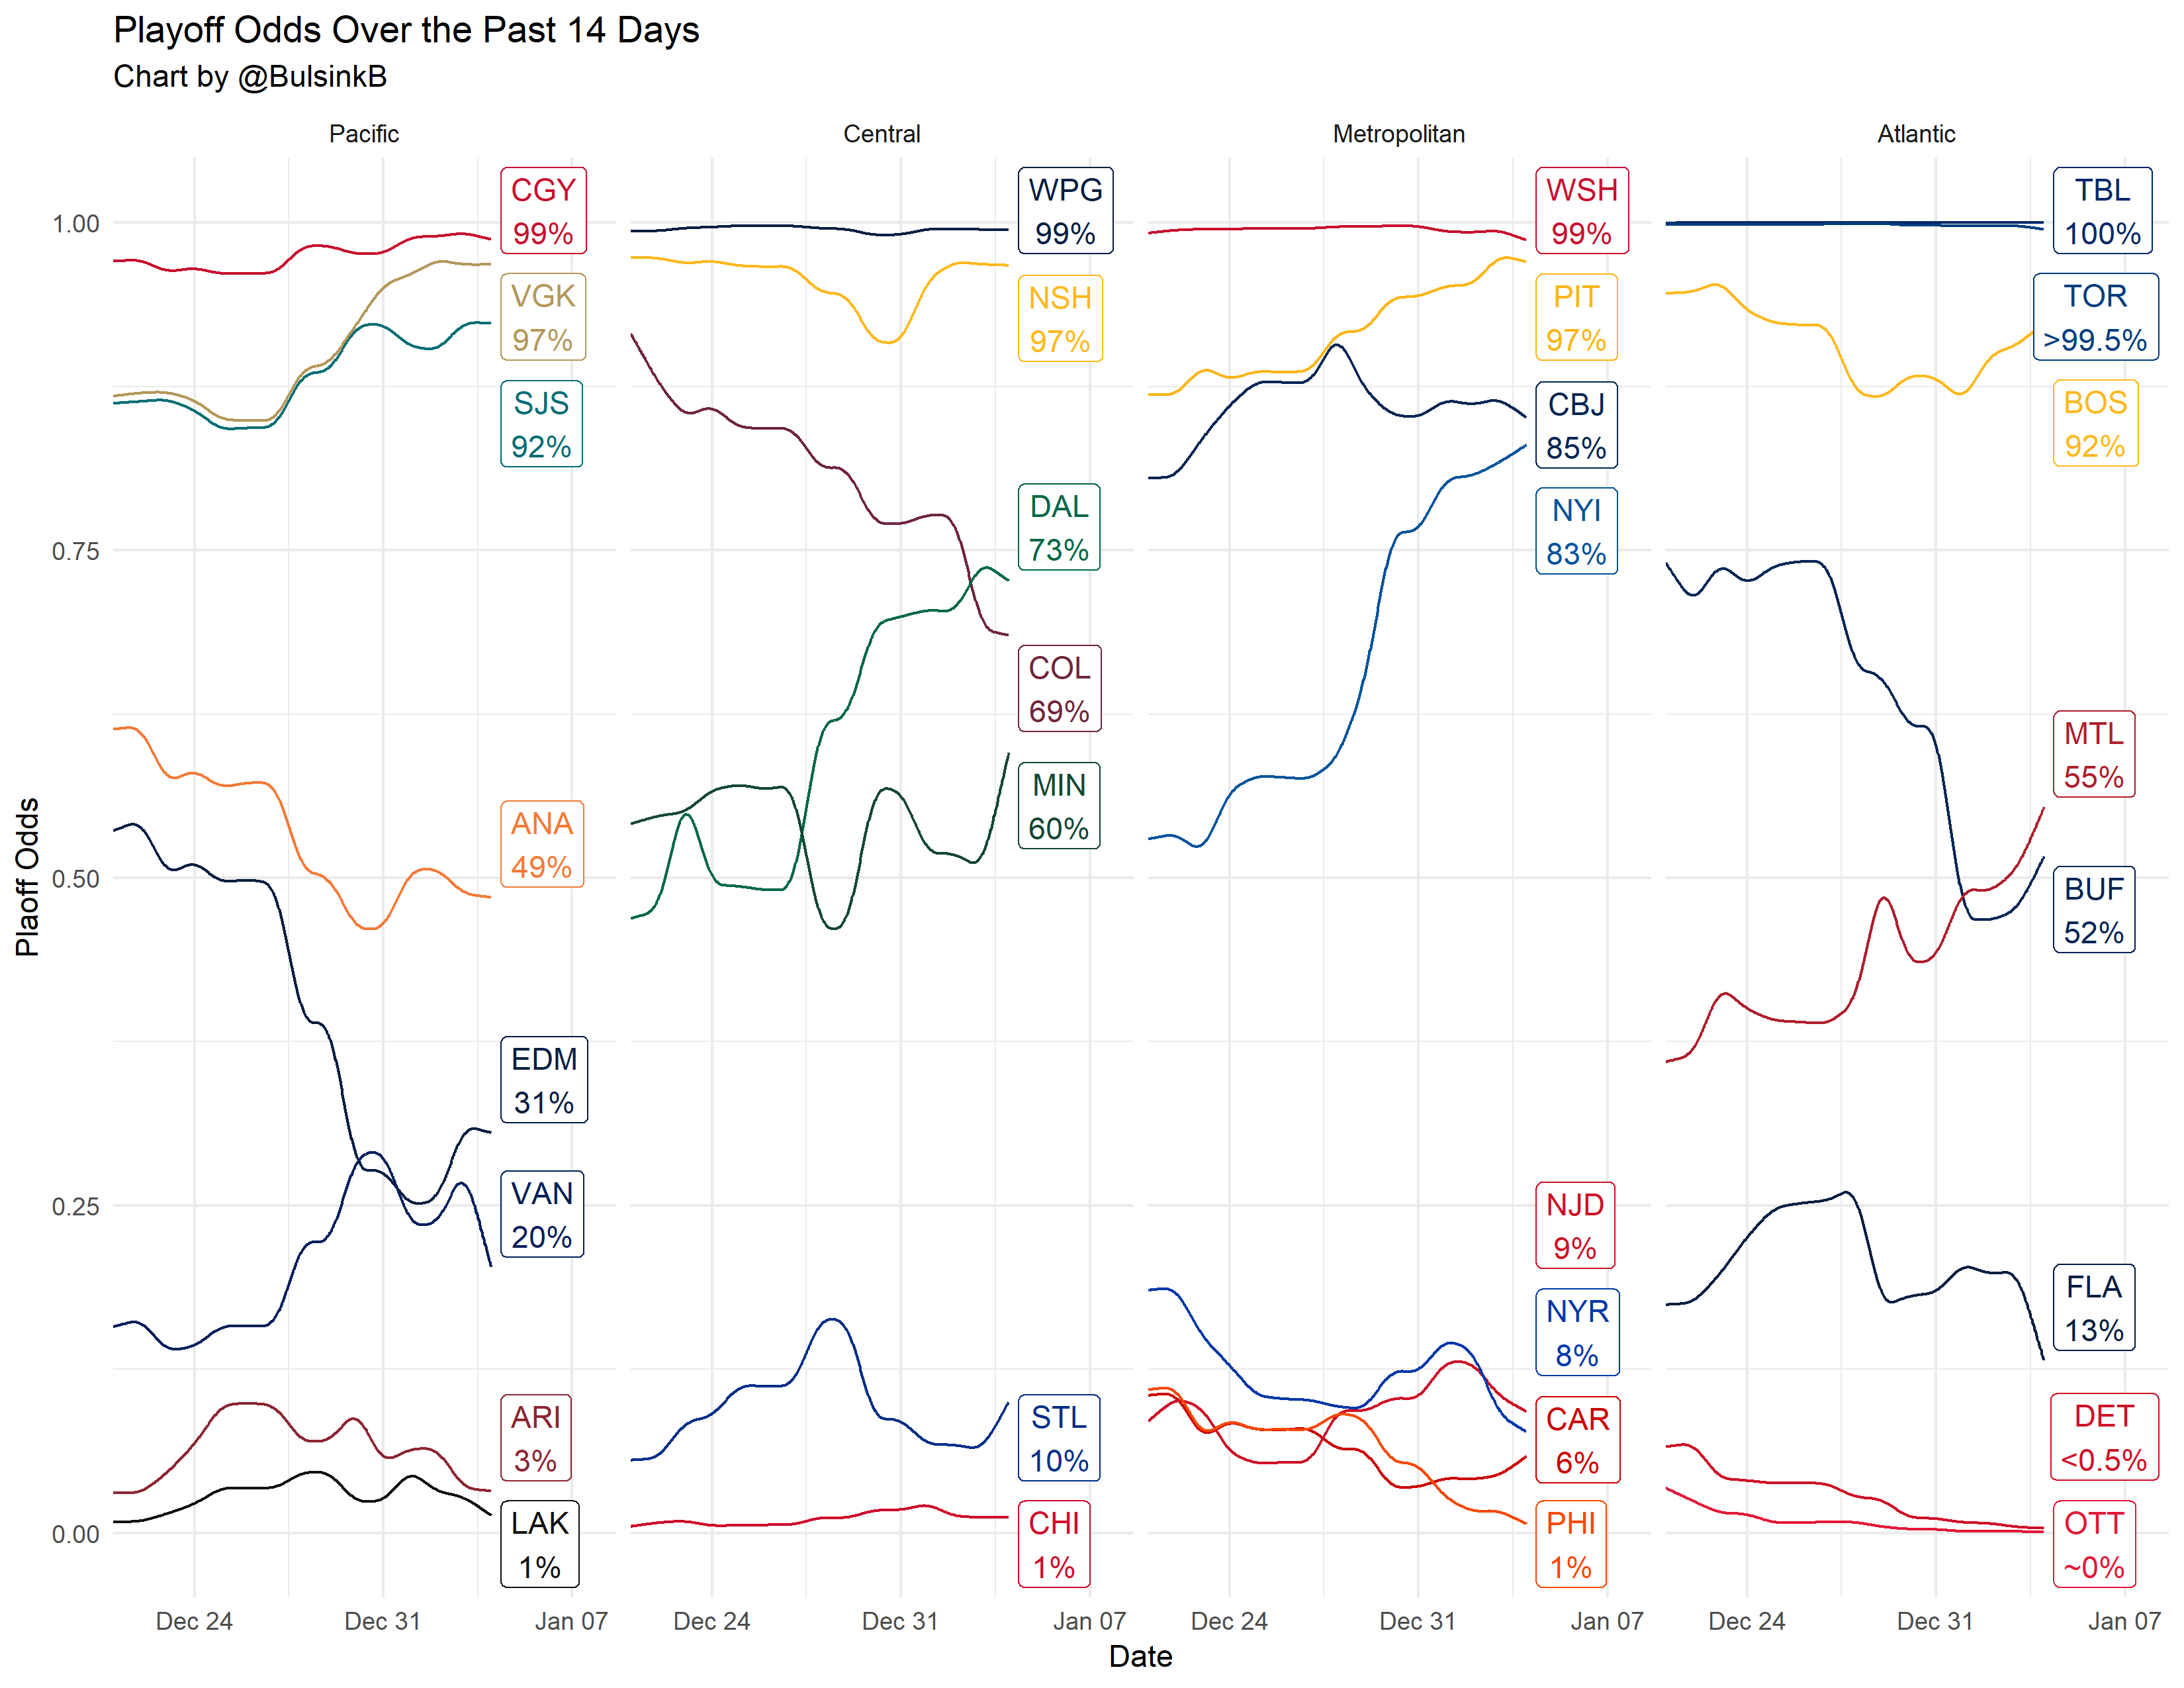 Playoff Odds Over the Past 14 Days
Chart by @BulsinkB
Pacific
Central
Metropolitan
Atlantic
Plaoff Odds
1.00
0.75
0.50
0.25
0.00
CGY
99%
VGK
97%
SJS
92%
ANA
49%
EDM
31%
VAN
20%
ARI
3%
LAK
1%
WPG
99%
NSH
97%
DAL
73%
COL
69%
MIN
60%
STL
10%
CHI
1%
WSH
99%
PIT
97%
CBJ
85%
NYI
83%
NJD
9%
NYR
8%
CAR
6%
PHI
1%
TBL
100%
TOR
>99.5%
BOS
92%
MTL
55%
BUF
52%
FLA
13%
DET
<0.5%
OTT
~0%
Dec 24
Dec 31
Jan 07
Dec 24
Dec 31
Jan 07
Dec 24
Dec 31
Jan 07
Dec 24
Dec 31
Jan 07
Date